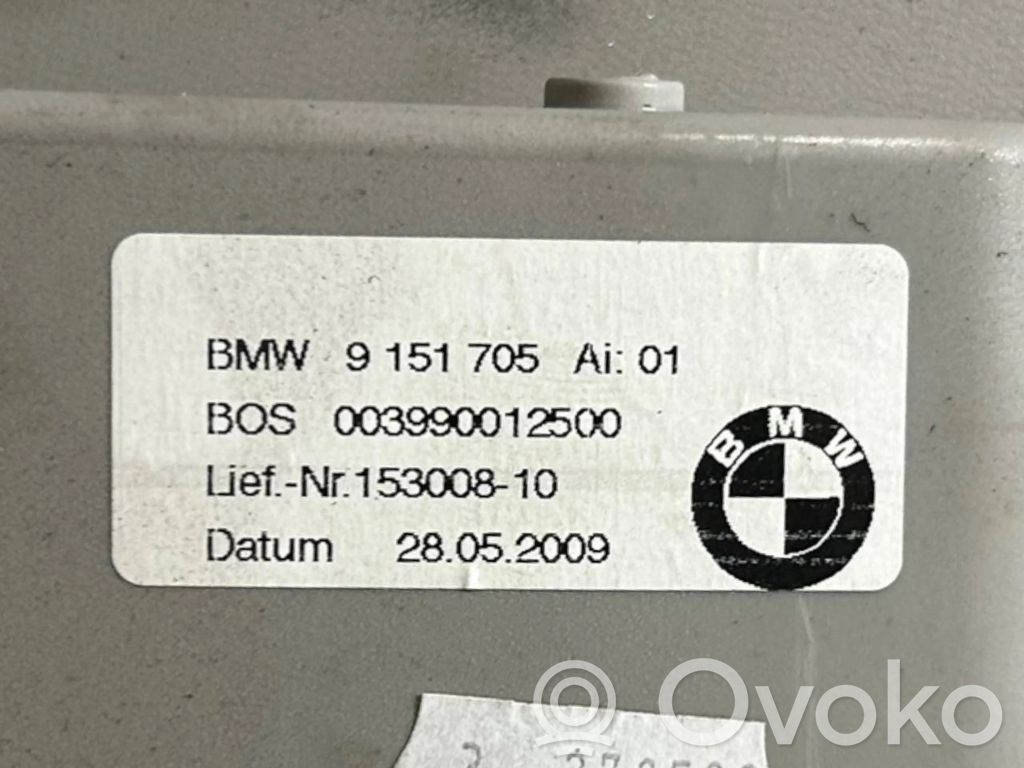 BMW 9 151 705 Ai: 01
BOS 003990012500
Lief.-Nr.153008-10
Datum 28.05.2009
BMW
Ovoko